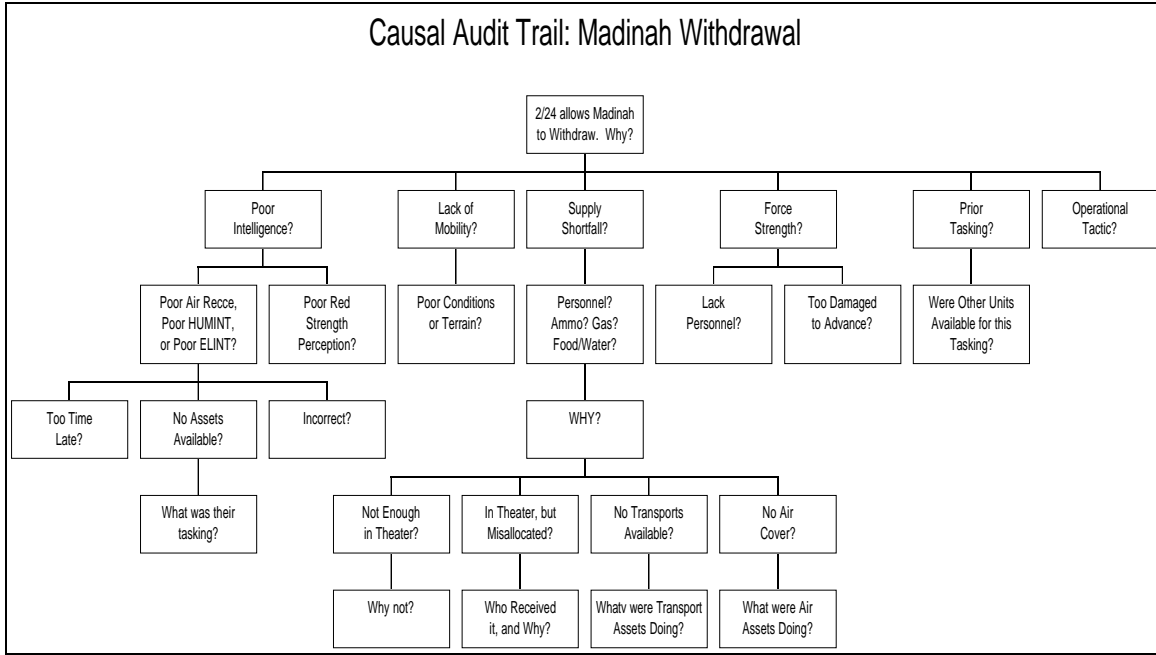 Causal Audit Trail: Madinah Withdrawal
2/24 allows Madinah
to Withdraw. Why?
Poor
Intelligence?
Lack of
Mobility?
Supply
Shortfall?
Force
Strength?
Prior
Tasking?
Operational
Tactic?
Poor Air Recce,
Poor HUMINT,
or Poor ELINT?
Poor Red
Strength
Perception?
Poor Conditions
or Terrain?
Personnel?
Ammo? Gas?
Food/Water?
Lack
Personnel?
Too Damaged
to Advance?
Were Other Units
Available for this
Tasking?
Too Time
Late?
No Assets
Available?
Incorrect?
WHY?
What was their
tasking?
Not Enough
in Theater?
In Theater, but
Misallocated?
No Transports
Available?
No Air
Cover?
Why not?
Who Received
it, and Why?
Whatv were Transport
Assets Doing?
What were Air
Assets Doing?